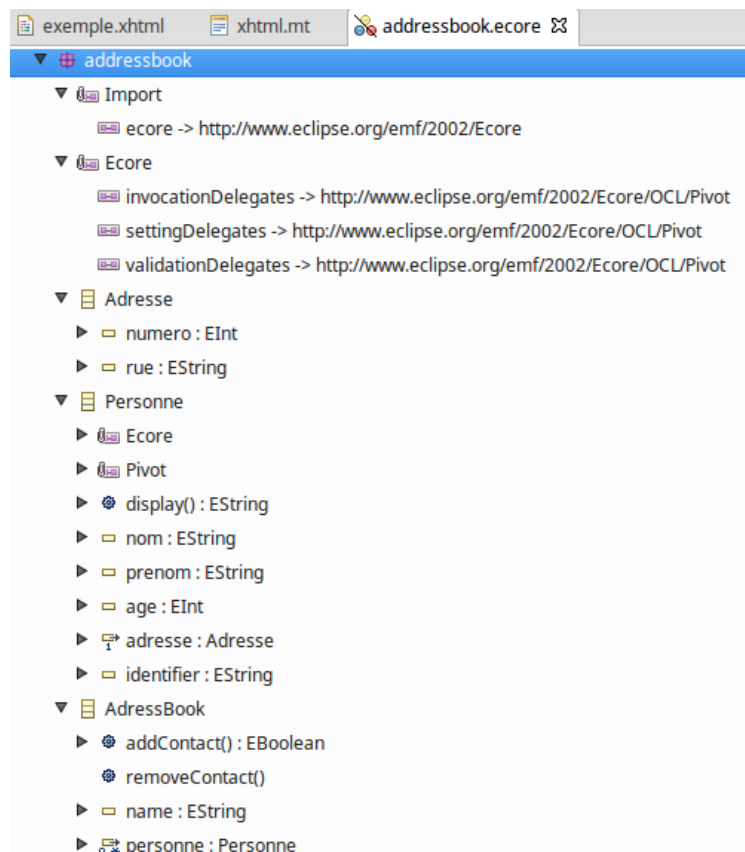 exemple.xhtml xhtml.mt addressbook.ecore
addressbook
Import
ecore -> http://www.eclipse.org/emf/2002/Ecore
Ecore
invocationDelegates -> http://www.eclipse.org/emf/2002/Ecore/OCL/Pivot
settingDelegates -> http://www.eclipse.org/emf/2002/Ecore/OCL/Pivot
validationDelegates -> http://www.eclipse.org/emf/2002/Ecore/OCL/Pivot
Adresse
numero : EInt
rue : EString
Personne
Ecore
Pivot
display() : EString
nom : EString
prenom : EString
age : EInt
adresse : Adresse
identifier : EString
AdressBook
addContact() : EBoolean
removeContact()
name : EString
personne : Personne